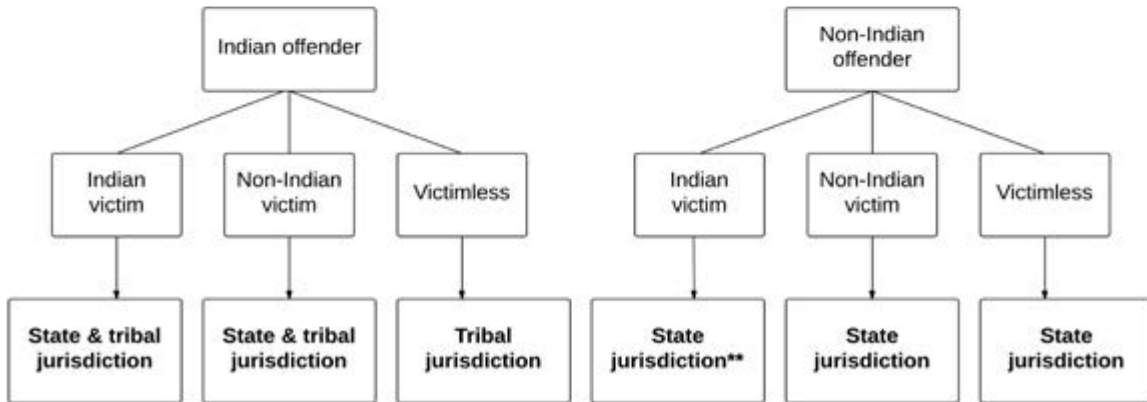 Indian offender
Non-Indian
offender
Indian
victim
Non-Indian
victim
Victimless
Indian
victim
Non-Indian
victim
Victimless
State & tribal
jurisdiction
State & tribal
jurisdiction
Tribal
jurisdiction
State
jurisdiction**
State
jurisdiction
State
jurisdiction